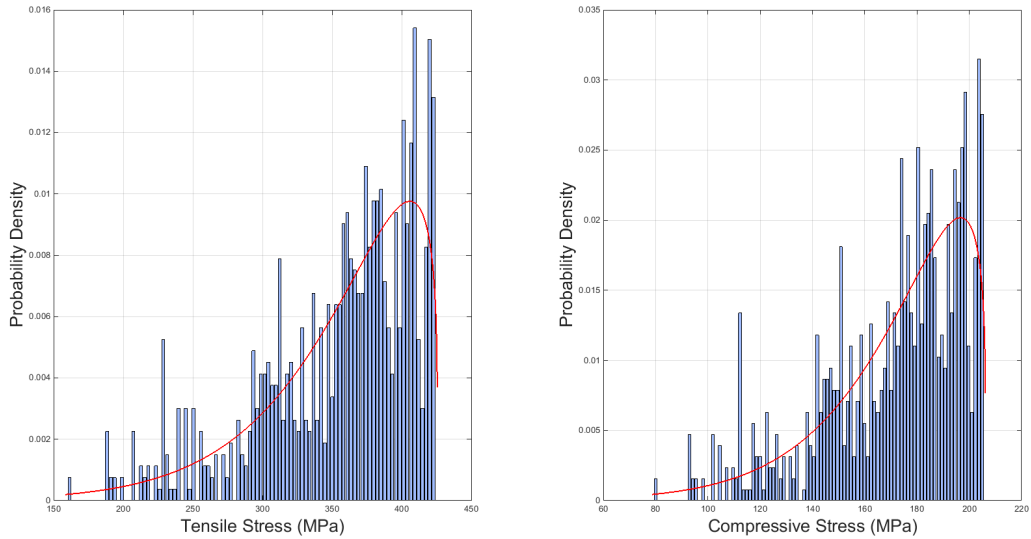 0.016
0.014
0.012
0.01
0.008
0.006
0.004
0.002
0
150 200 250 300 350 400 450
Probability Density
Tensile Stress (MPa)
0.035
0.03
0.025
0.02
0.015
0.01
0.005
0
60 80 100 120 140 160 180 200 220
Probability Density
Compressive Stress (MPa)